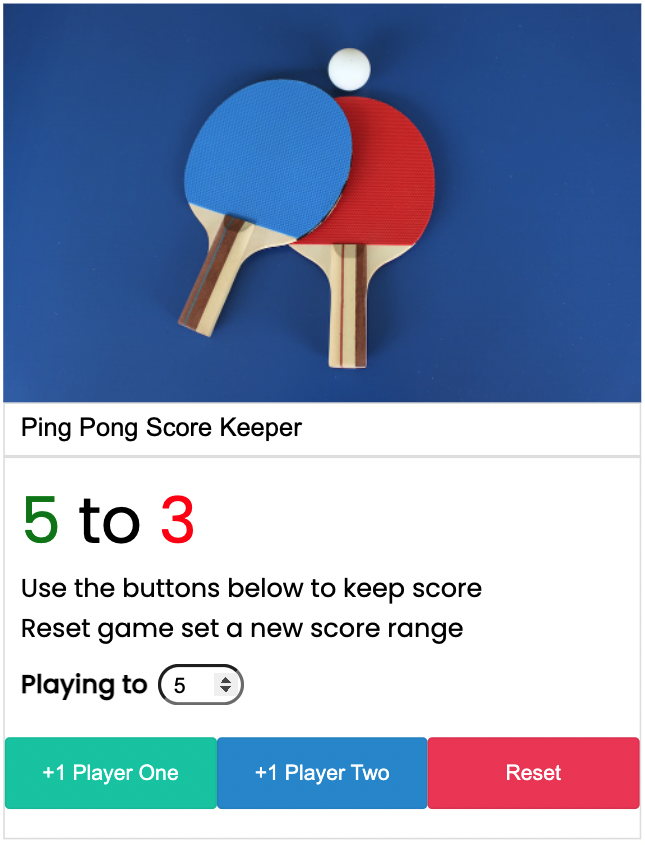 Ping Pong Score Keeper
5 to 3
Use the buttons below to keep score
Reset game set a new score range
Playing to 5
+1 Player One +1 Player Two Reset